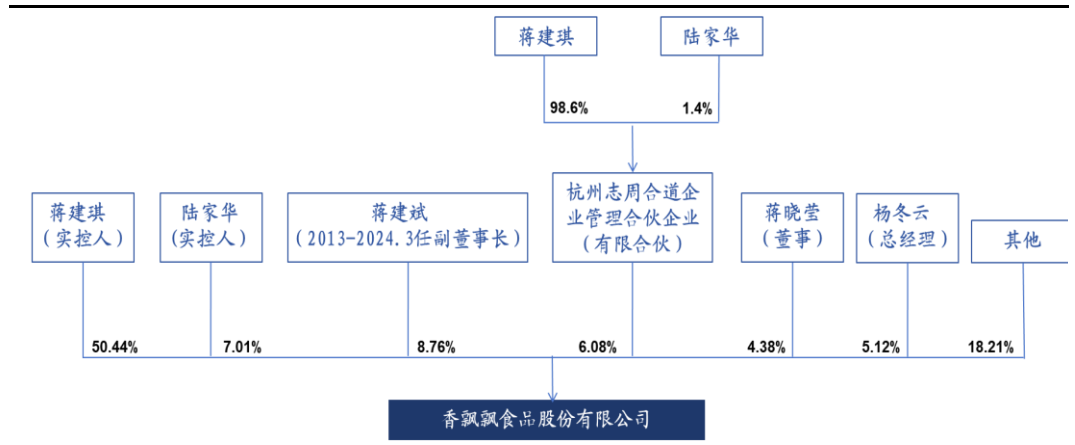 蒋建琪
陆家华
98.6%
1.4%
蒋建琪
（实控人）
陆家华
(实控人）
蒋建斌
（2013-2024.3任副董事长）
杭州志周合道企
业管理合伙企业
（有限合伙）
蒋晓莹
（董事）
杨冬云
（总经理）
其他
50.44%
7.01%
8.76%
6.08%
4.38%
5.12%
18.21%
香飘飘食品股份有限公司